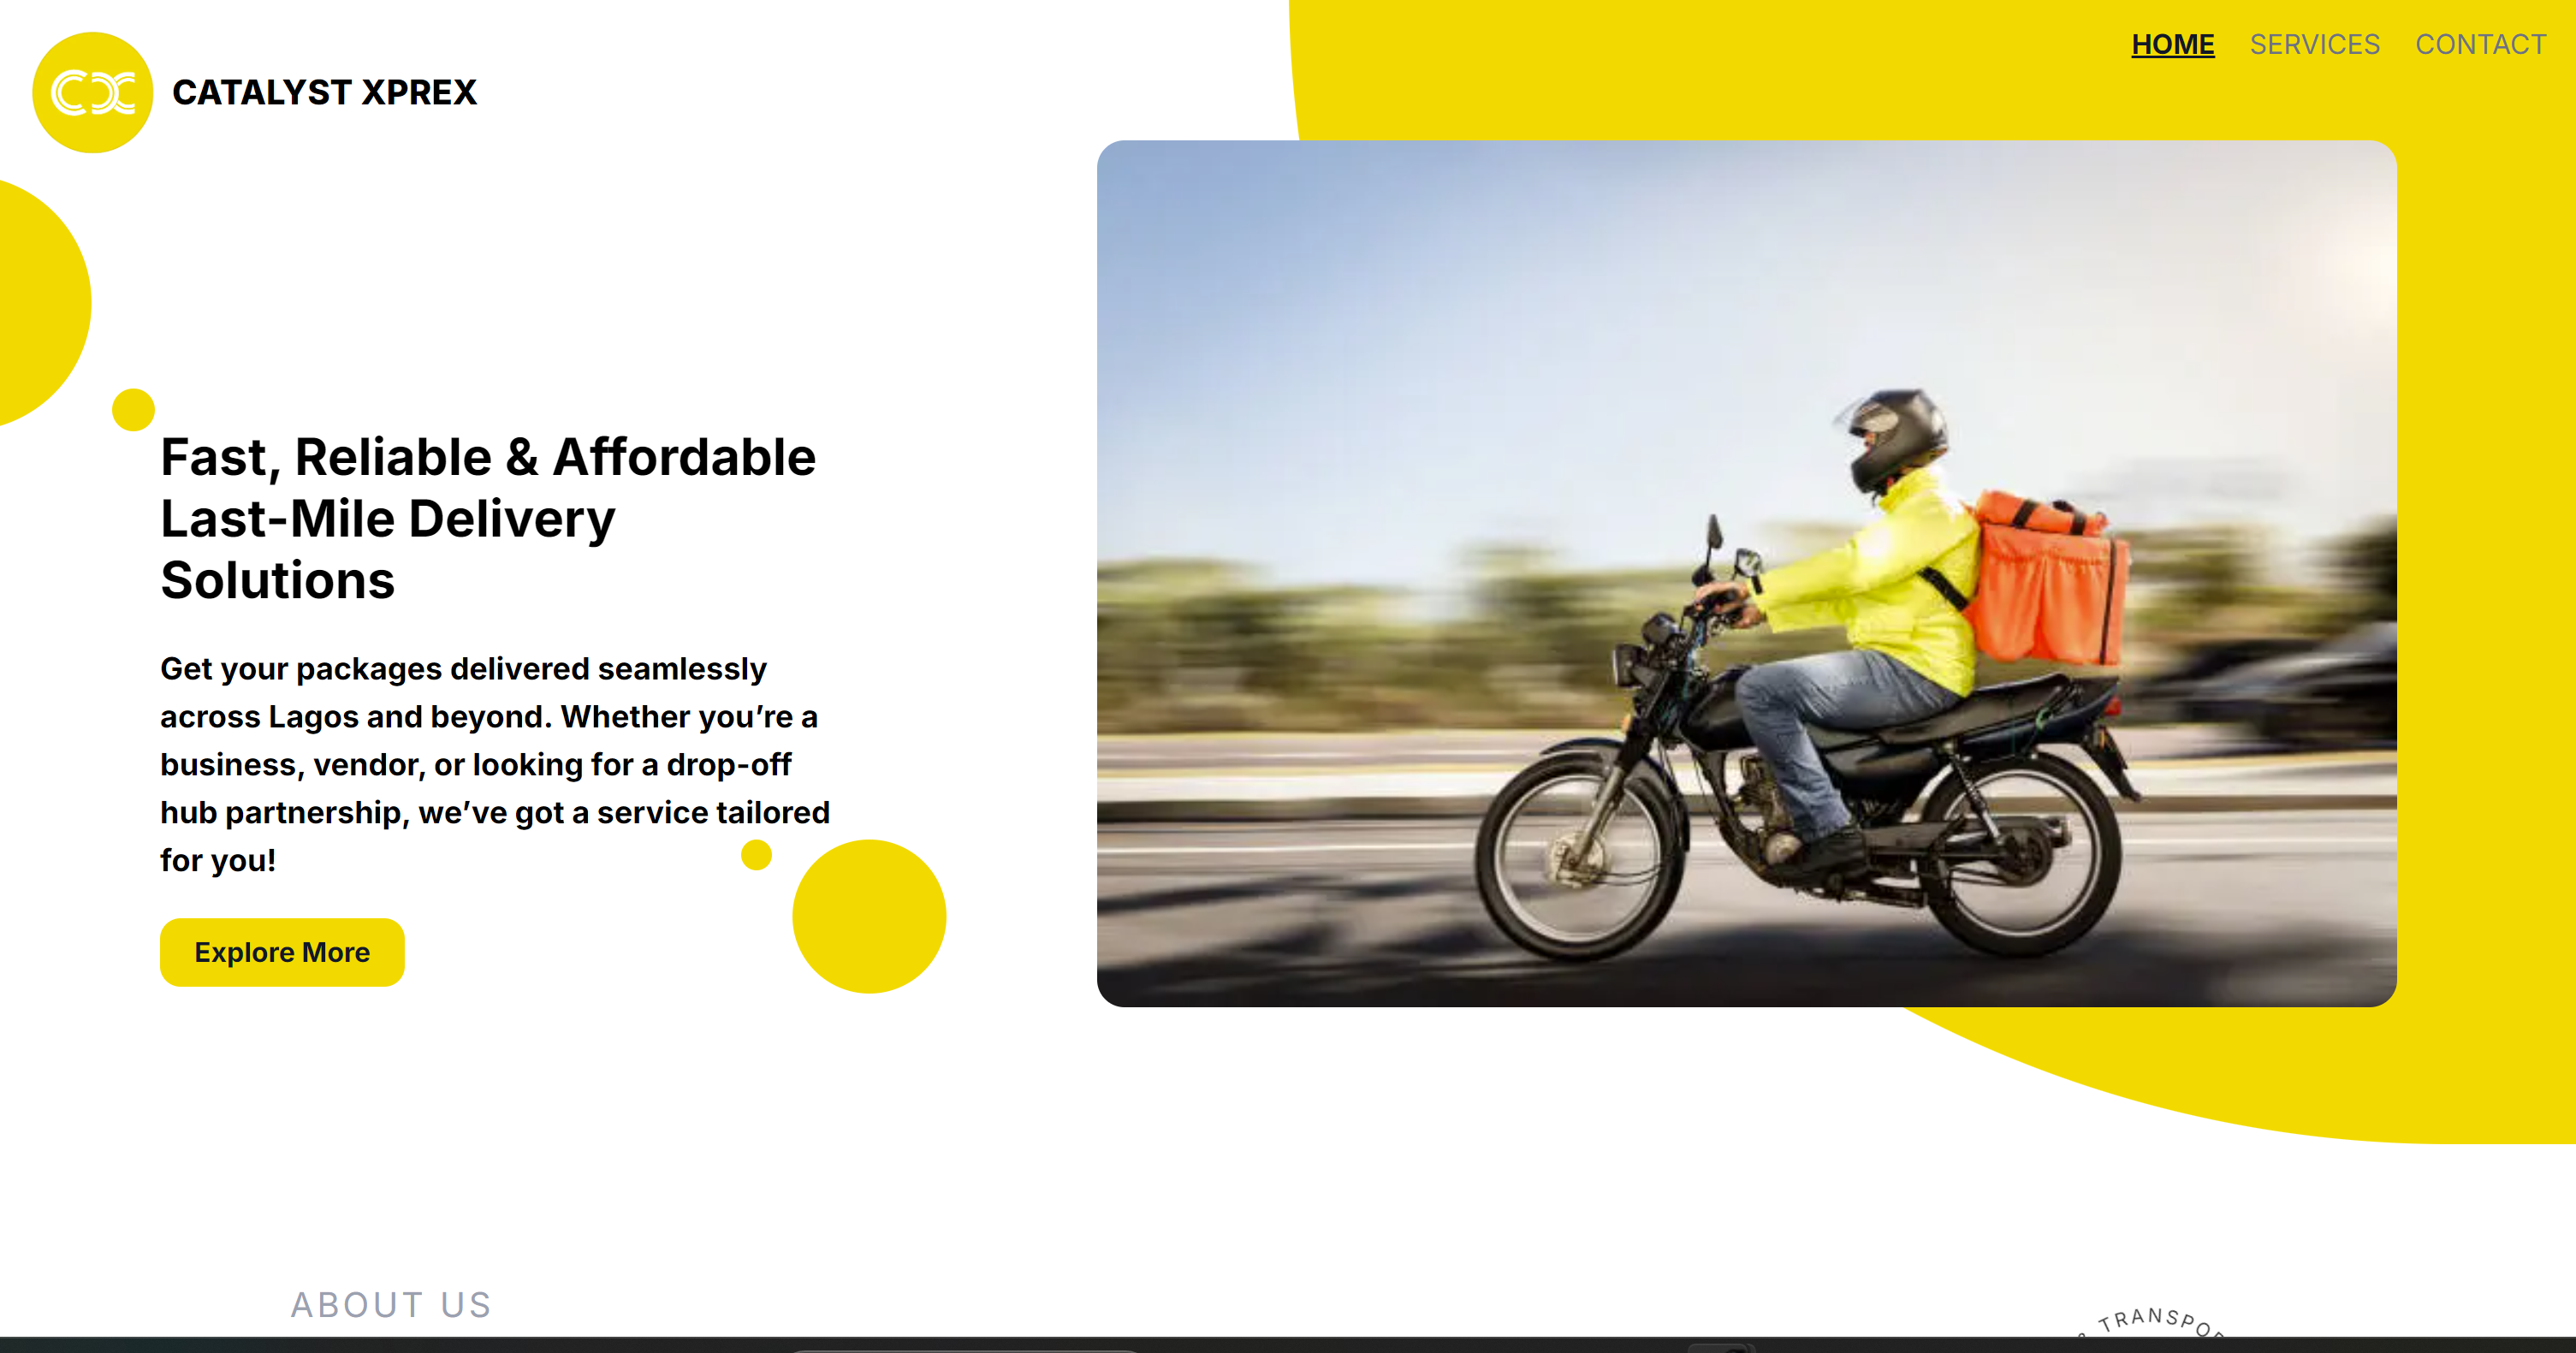 CX
CATALYST XPREX
HOME SERVICES CONTACT
Fast, Reliable & Affordable
Last-Mile Delivery
Solutions
Get your packages delivered seamlessly
across Lagos and beyond. Whether you’re a
business, vendor, or looking for a drop-off
hub partnership, we’ve got a service tailored
for you!
Explore More
ABOUT US